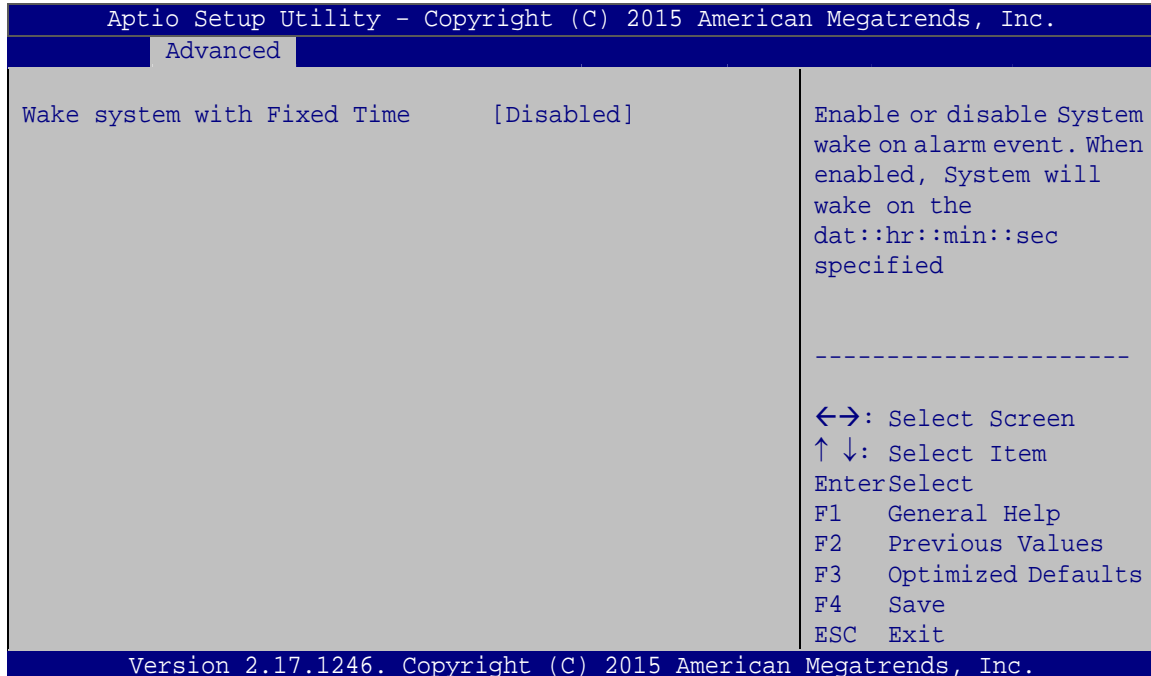 Aptio Setup Utility – Copyright (C) 2015 American Megatrends, Inc.
Advanced
Wake system with Fixed Time [Disabled]
Enable or disable System
wake on alarm event. When
enabled, System will
wake on the
dat::hr::min::sec
specified
----------------------
←→: Select Screen
↑ ↓: Select Item
EnterSelect
F1 General Help
F2 Previous Values
F3 Optimized Defaults
F4 Save
ESC Exit
Version 2.17.1246. Copyright (C) 2015 American Megatrends, Inc.